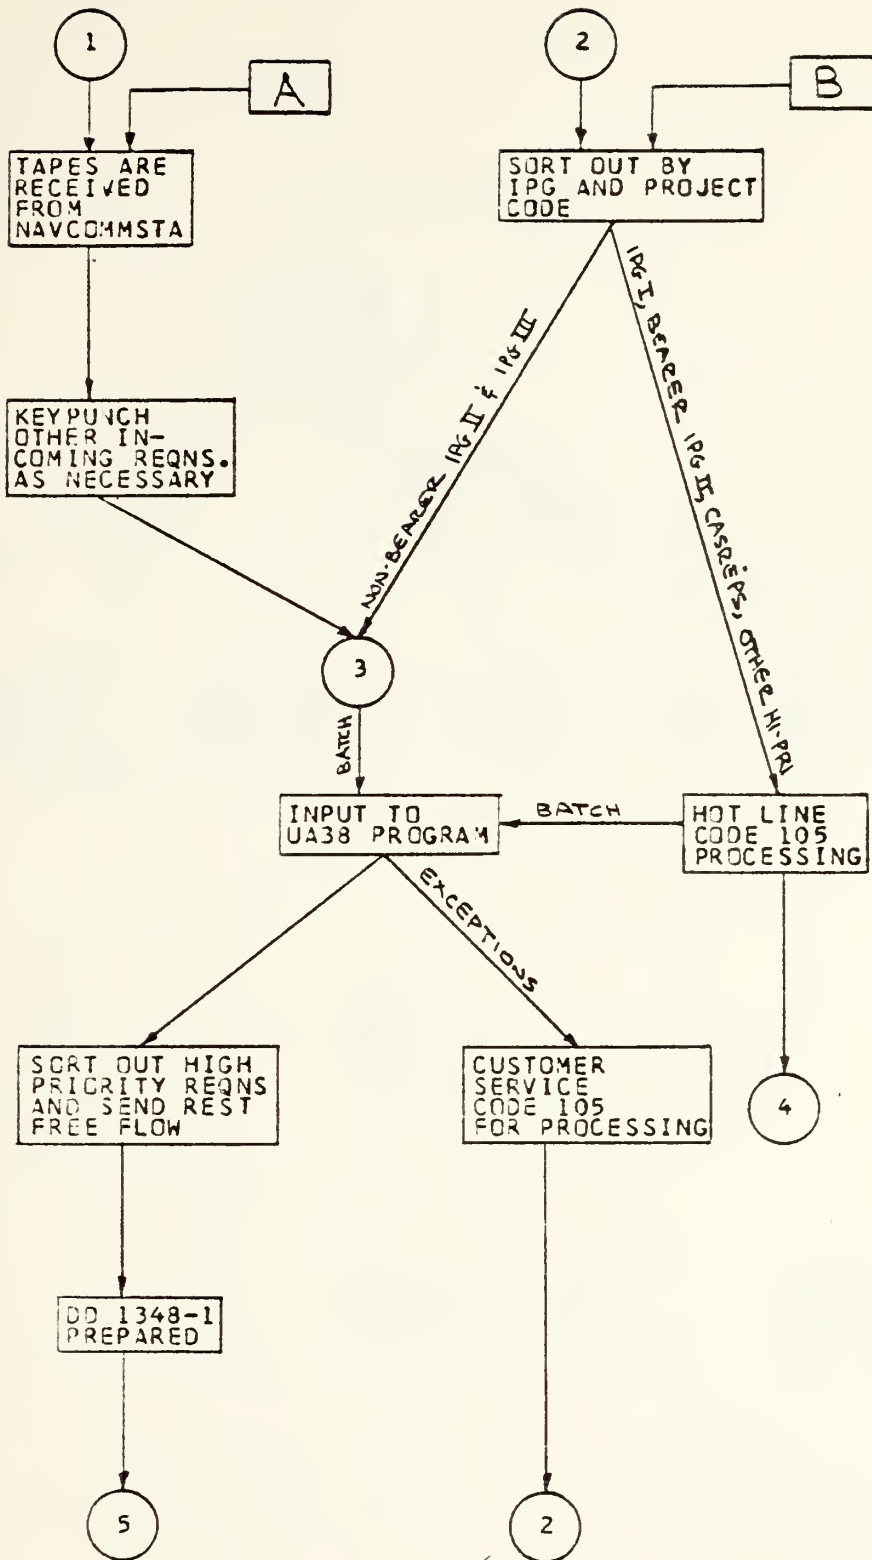 1
2
A
B
TAPES ARE
RECEIVED
FROM
NAVCOMMSTA
SORT OUT BY
IPG AND PROJECT
CODE
NON-BEARER IPG II & IPG III
IPG I, BEARER IPG II, CASREPS, OTHER HI-PRI
KEYPUNCH
OTHER IN-
COMING REQNS.
AS NECESSARY
3
BATCH
INPUT TO
UA38 PROGRAM
BATCH
HOT LINE
CODE 105
PROCESSING
EXCEPTIONS
SORT OUT HIGH
PRIORITY REQNS
AND SEND REST
FREE FLOW
CUSTOMER
SERVICE
CODE 105
FOR PROCESSING
4
DD 1348-1
PREPARED
5
2